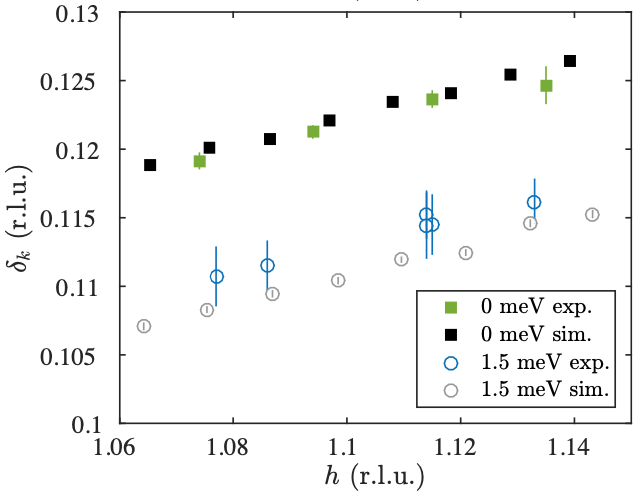 0.13
0.125
0.12
0.115
0.11
0.105
0.1
δk (r.l.u.)
1.06
1.08
1.1
1.12
1.14
h (r.l.u.)
0 meV exp.
0 meV sim.
1.5 meV exp.
1.5 meV sim.